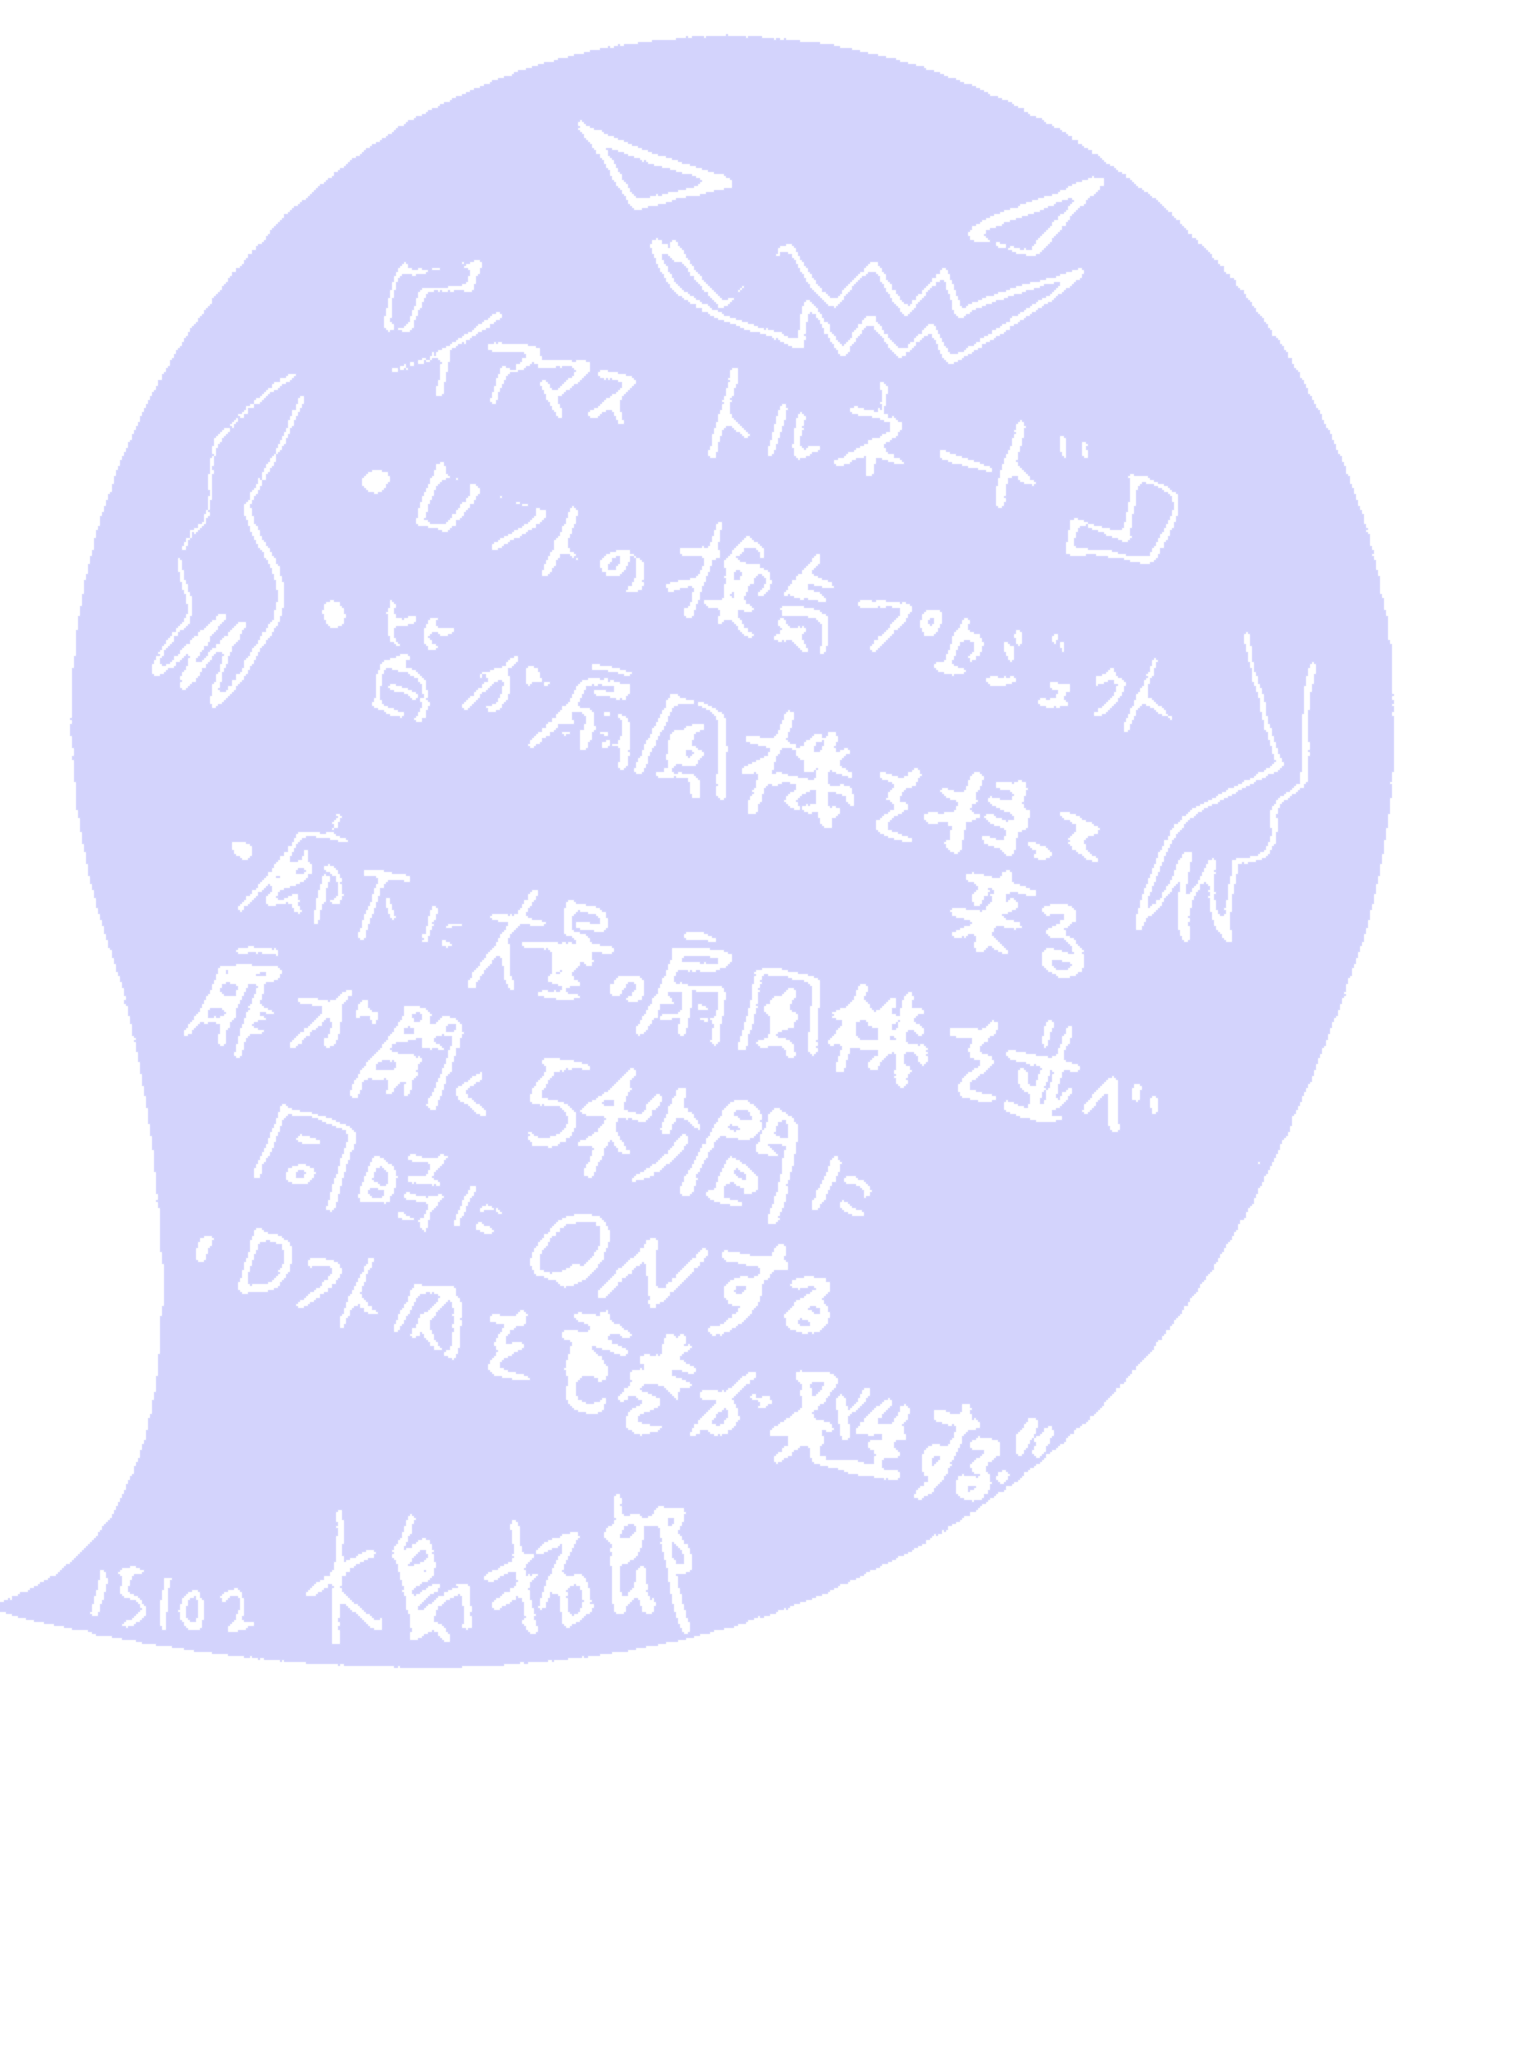 『イアマス トルネード』
・ロフトの換気プロジェクト
・皆が扇風機を持って
来る
・廊下に大量の扇風機を並べ
扉が開く5秒間に
同時にONする
・ロフト内を竜巻が発生する!!
15102 大島拓郎